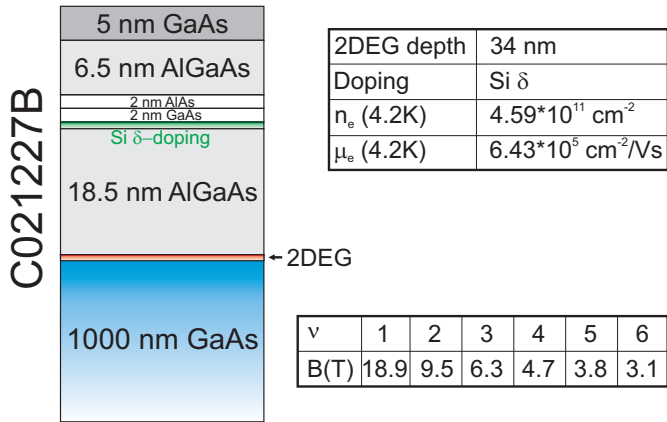 C021227B
5 nm GaAs
6.5 nm AlGaAs
2 nm AlAs
2 nm GaAs
Si δ-doping
18.5 nm AlGaAs
2DEG
1000 nm GaAs
2DEG depth 34 nm
Doping Si δ
nₑ (4.2K) 4.59*10¹¹ cm⁻²
μₑ (4.2K) 6.43*10⁵ cm⁻²/Vs
ν 1 2 3 4 5 6
B(T) 18.9 9.5 6.3 4.7 3.8 3.1